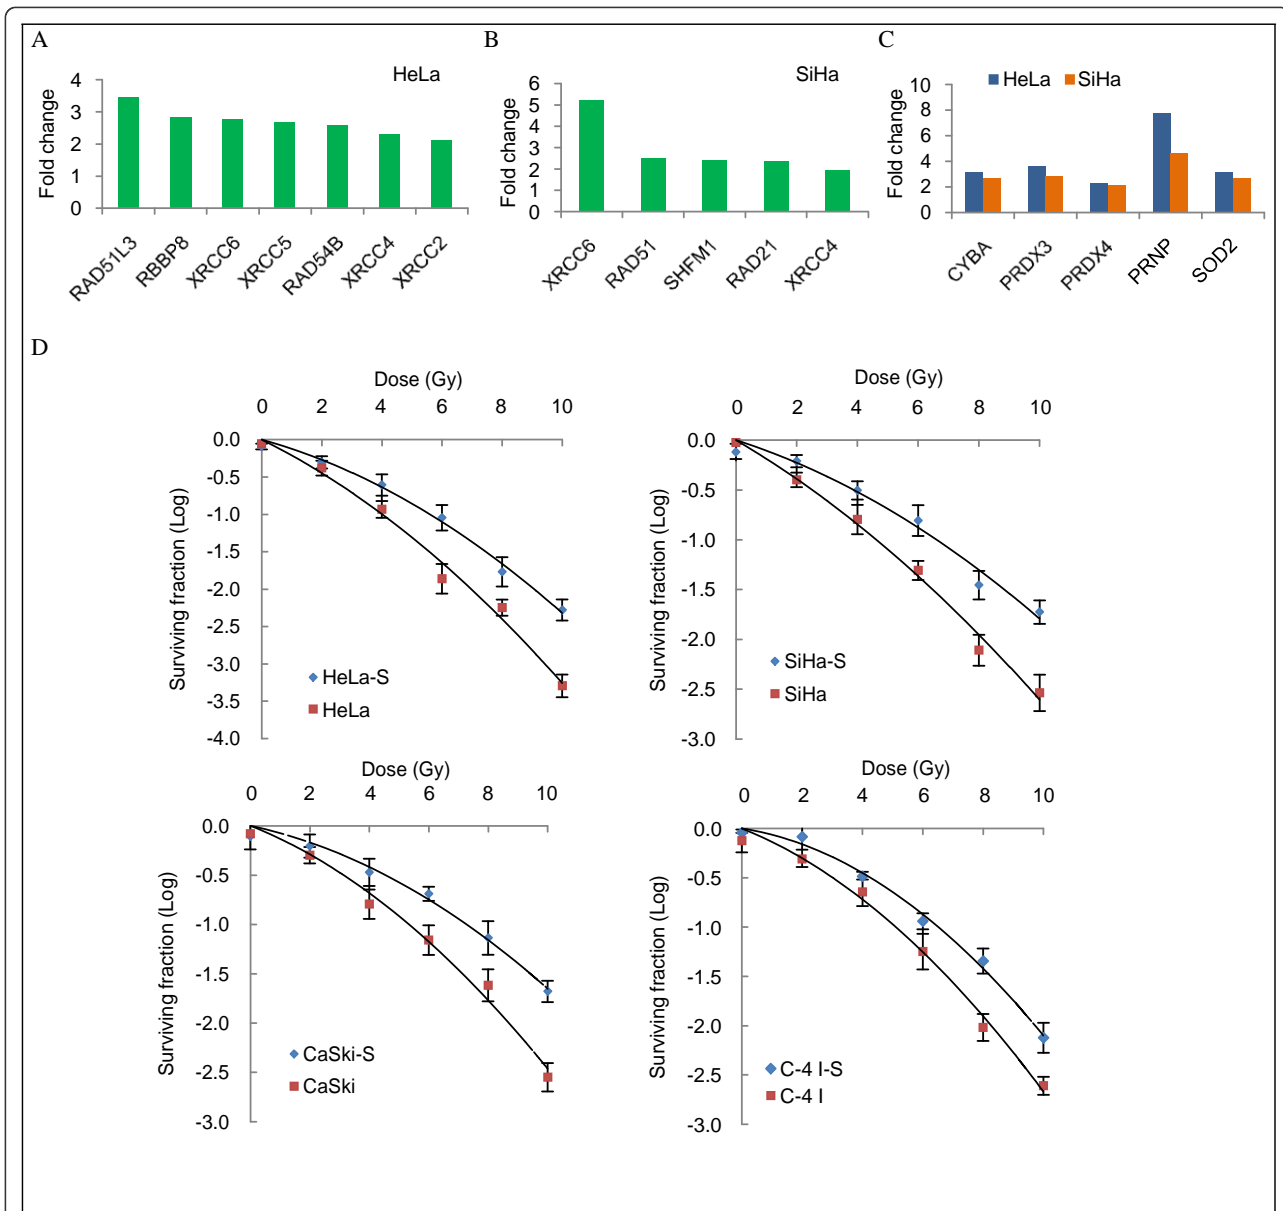 A
HeLa
Fold change
4
3
2
1
0
RAD51L3 RBBP8 XRCC6 XRCC5 RAD54B XRCC4 XRCC2
B
SiHa
Fold change
6
5
4
3
2
1
0
XRCC6 RAD51 SHFM1 RAD21 XRCC4
C
HeLa SiHa
Fold change
10
8
6
4
2
0
CYBA PRDX3 PRDX4 PRNP SOD2
D
Dose (Gy)
0 2 4 6 8 10
Surviving fraction (Log)
0.0
-0.5
-1.0
-1.5
-2.0
-2.5
-3.0
-3.5
-4.0
HeLa-S
HeLa
Dose (Gy)
0 2 4 6 8 10
Surviving fraction (Log)
0.0
-0.5
-1.0
-1.5
-2.0
-2.5
-3.0
SiHa-S
SiHa
Dose (Gy)
0 2 4 6 8 10
Surviving fraction (Log)
0.0
-0.5
-1.0
-1.5
-2.0
-2.5
-3.0
CaSki-S
CaSki
Dose (Gy)
0 2 4 6 8 10
Surviving fraction (Log)
0.0
-0.5
-1.0
-1.5
-2.0
-2.5
-3.0
C-4 I-S
C-4 I